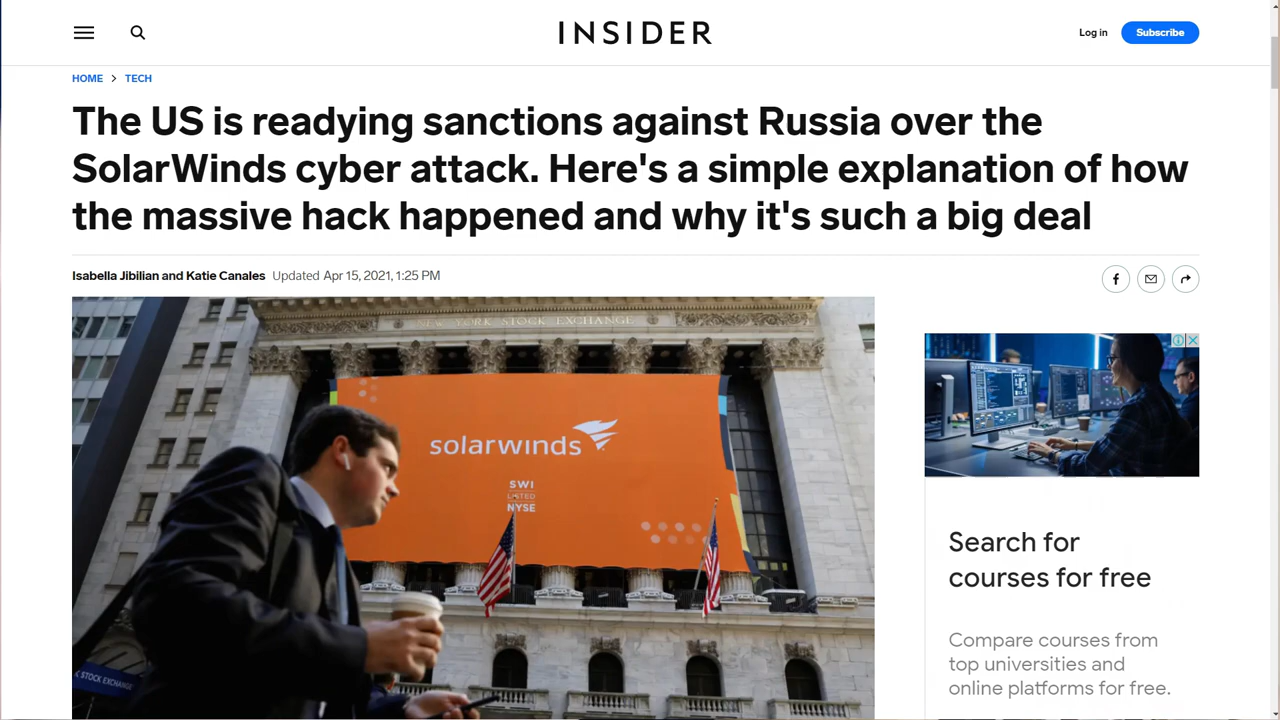 INSIDER
Log in
Subscribe
HOME > TECH
The US is readying sanctions against Russia over the
SolarWinds cyber attack. Here's a simple explanation of how
the massive hack happened and why it's such a big deal
Isabella Jibilian and Katie Canales Updated Apr 15, 2021, 1:25 PM
NEW YORK STOCK EXCHANGE
solarwinds
SWI
LISTED
NYSE
K STOCK EXCHANGE
Search for
courses for free
Compare courses from
top universities and
online platforms for free.